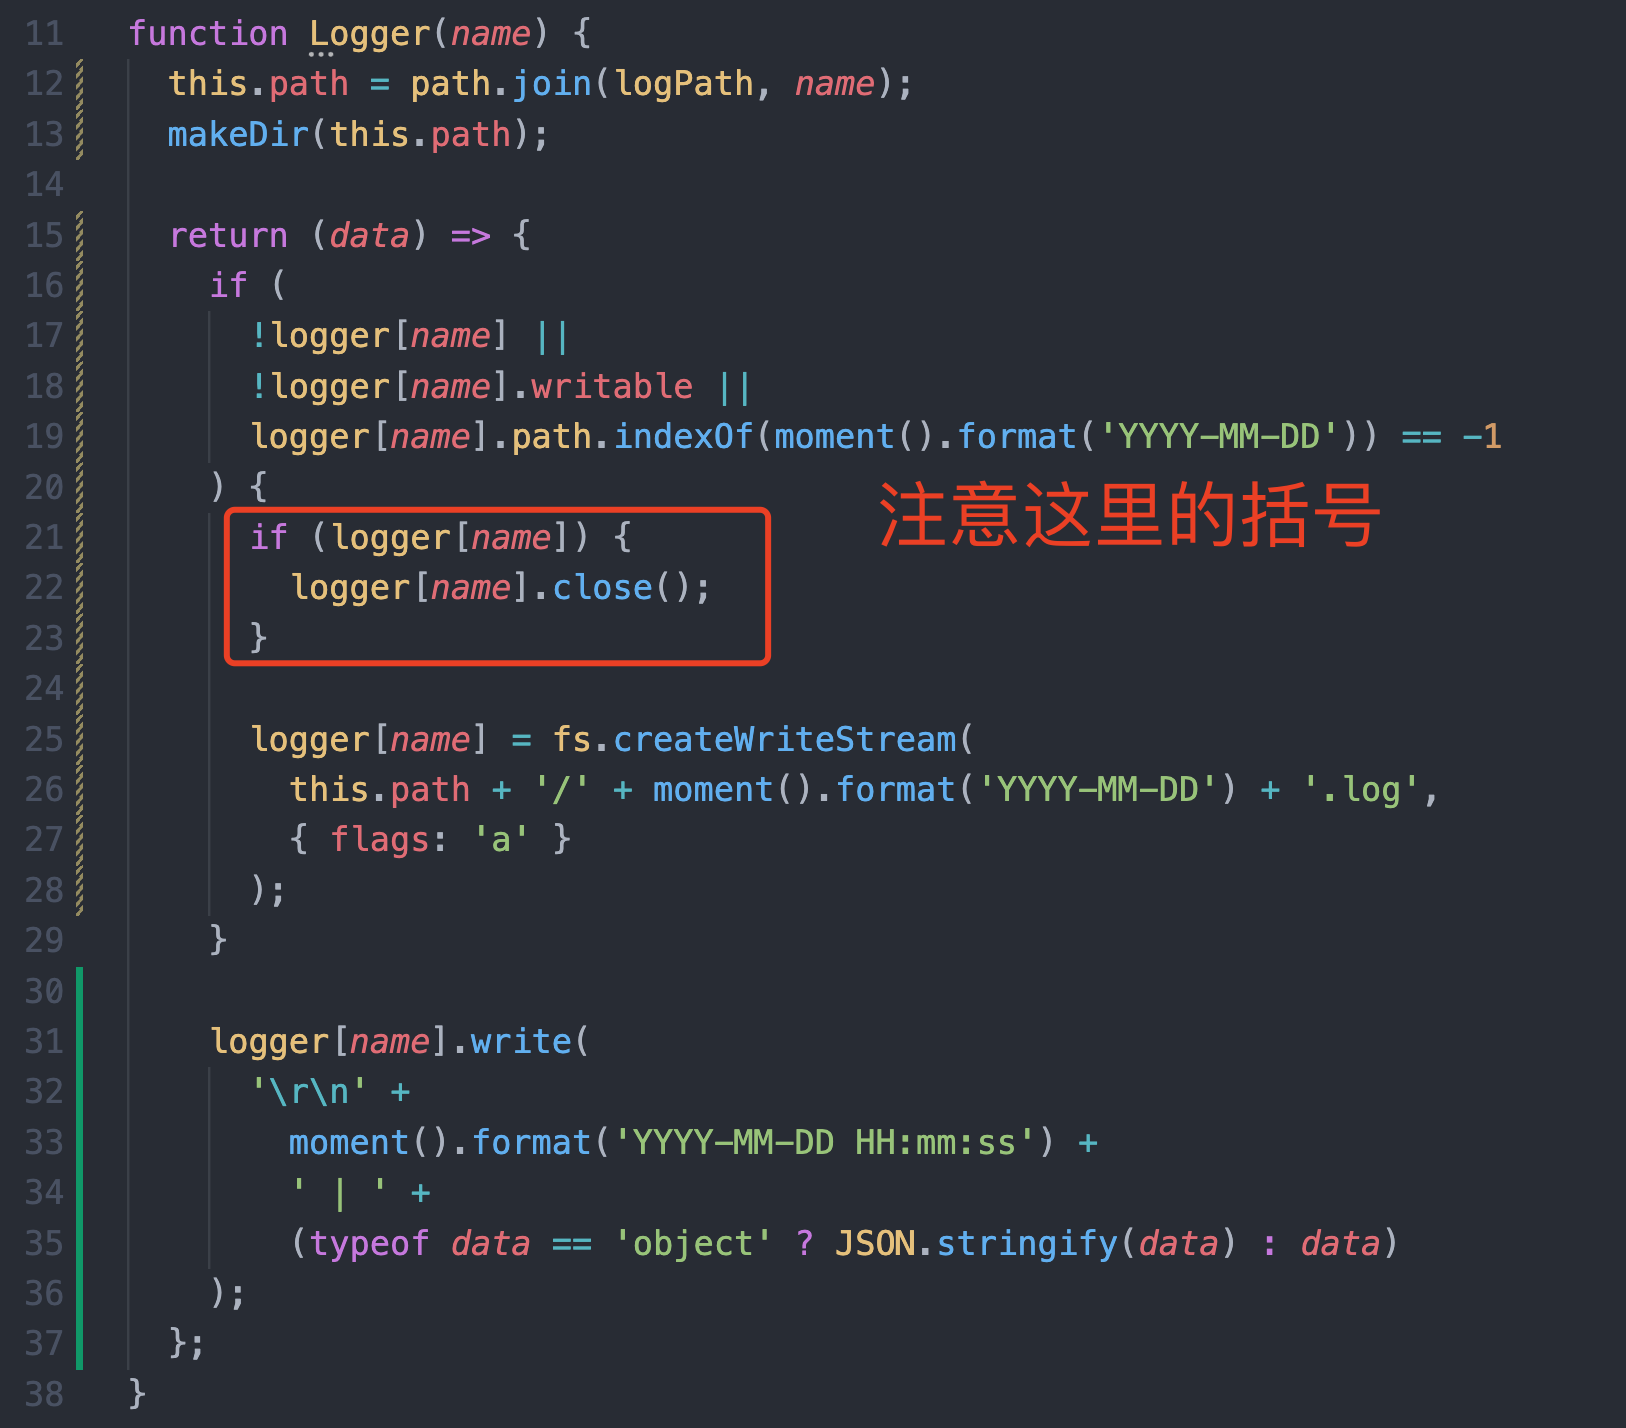 11 function Logger(name) {
12 this.path = path.join(logPath, name);
13 makeDir(this.path);
14
15 return (data) => {
16 if (
17 !logger[name] ||
18 !logger[name].writable ||
19 logger[name].path.indexOf(moment().format('YYYY-MM-DD')) == -1
20 ) {
注意这里的括号
21 if (logger[name]) {
22 logger[name].close();
23 }
24
25 logger[name] = fs.createWriteStream(
26 this.path + '/' + moment().format('YYYY-MM-DD') + '.log',
27 { flags: 'a' }
28 );
29 }
30
31 logger[name].write(
32 '\r\n' +
33 moment().format('YYYY-MM-DD HH:mm:ss') +
34 ' | ' +
35 (typeof data == 'object' ? JSON.stringify(data) : data)
36 );
37 };
38 }